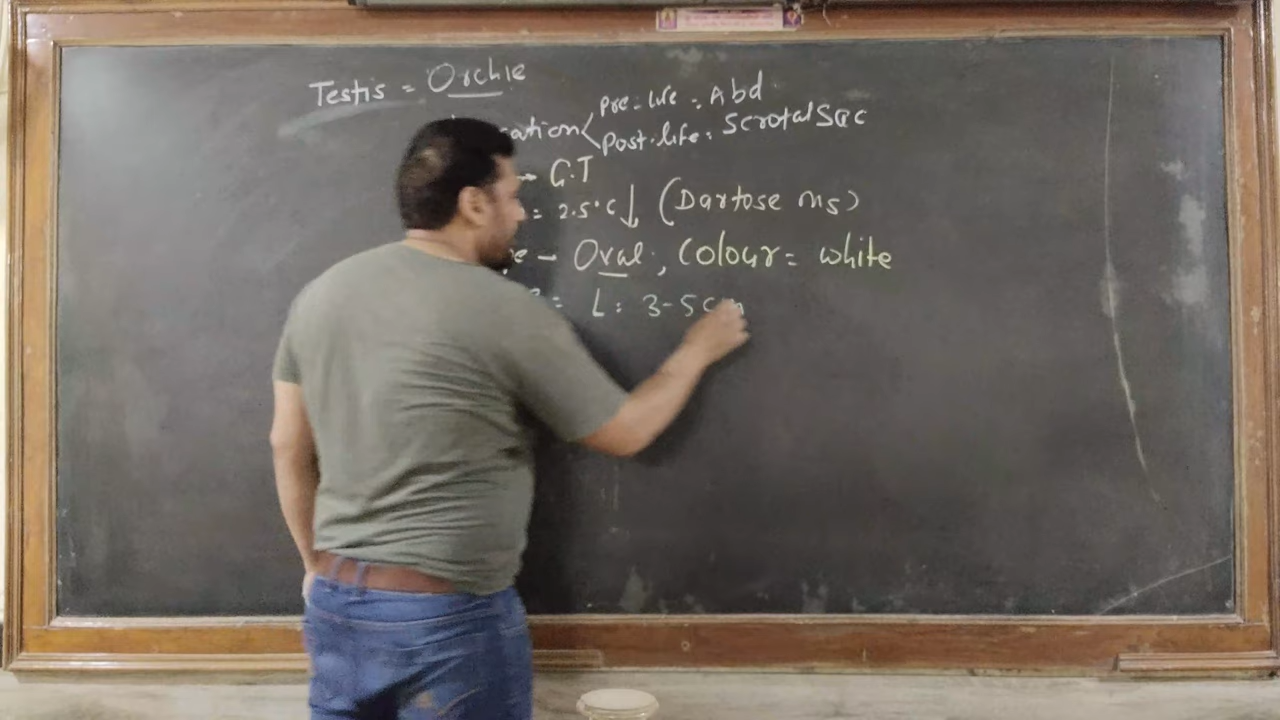 Testis = Orchie
Pre-life = Abd
Post-life = Scrotal Sac
→ G.T
= 2.5°C ↓ (Dartose ms)
– Oval, Colour = white
= L: 3-5 cm